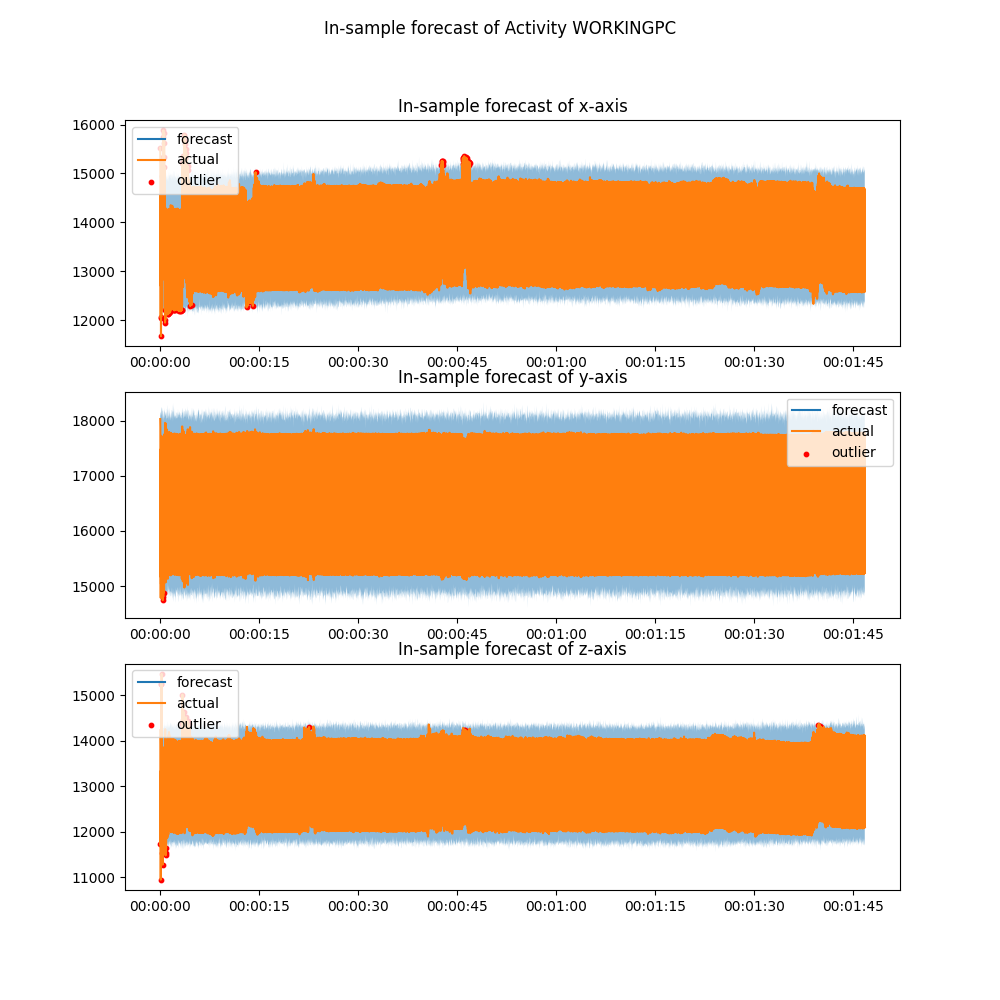 In-sample forecast of Activity WORKINGPC
In-sample forecast of x-axis
16000
15000
14000
13000
12000
forecast
actual
outlier
00:00:00 00:00:15 00:00:30 00:00:45 00:01:00 00:01:15 00:01:30 00:01:45
In-sample forecast of y-axis
18000
17000
16000
15000
forecast
actual
outlier
00:00:00 00:00:15 00:00:30 00:00:45 00:01:00 00:01:15 00:01:30 00:01:45
In-sample forecast of z-axis
15000
14000
13000
12000
11000
forecast
actual
outlier
00:00:00 00:00:15 00:00:30 00:00:45 00:01:00 00:01:15 00:01:30 00:01:45